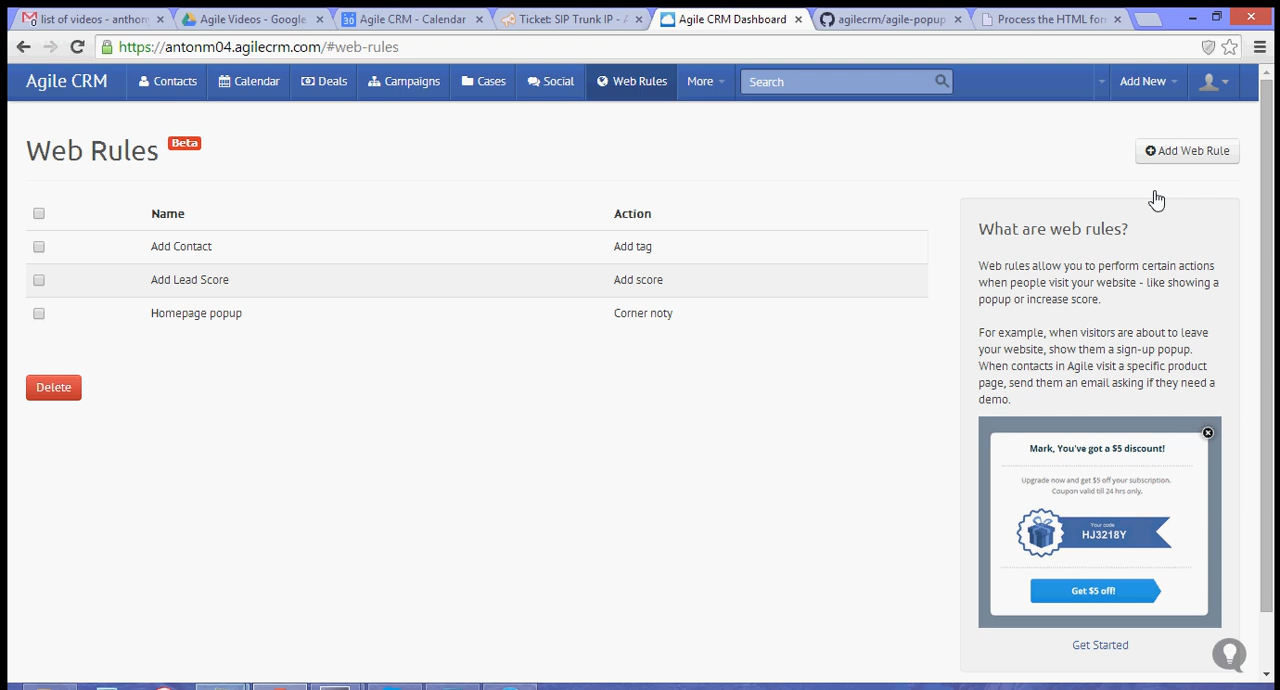 list of videos - anthony
Agile Videos - Google
30 Agile CRM - Calendar
Ticket: SIP Trunk IP - A
Agile CRM Dashboard
agilecrm/agile-popup
Process the HTML for
https://antonm04.agilecrm.com/#web-rules
Agile CRM Contacts Calendar Deals Campaigns Cases Social Web Rules More Search Add New
Web Rules Beta
Add Web Rule
Name Action
Add Contact Add tag
Add Lead Score Add score
Homepage popup Corner noty
Delete
What are web rules?
Web rules allow you to perform certain actions
when people visit your website - like showing a
popup or increase score.
For example, when visitors are about to leave
your website, show them a sign-up popup.
When contacts in Agile visit a specific product
page, send them an email asking if they need a
demo.
Mark, You've got a $5 discount!
Upgrade now and get $5 off your subscription.
Coupon valid till 24 hrs only.
Your code
HJ3218Y
Get $5 off!
Get Started